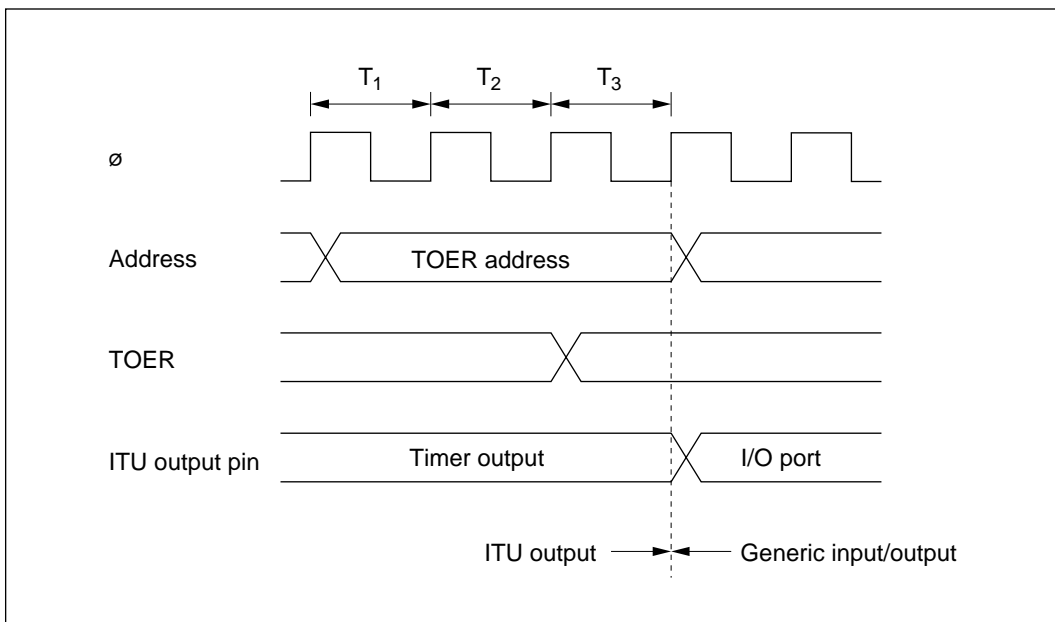 T1 T2 T3
ø
Address TOER address
TOER
ITU output pin Timer output I/O port
ITU output Generic input/output